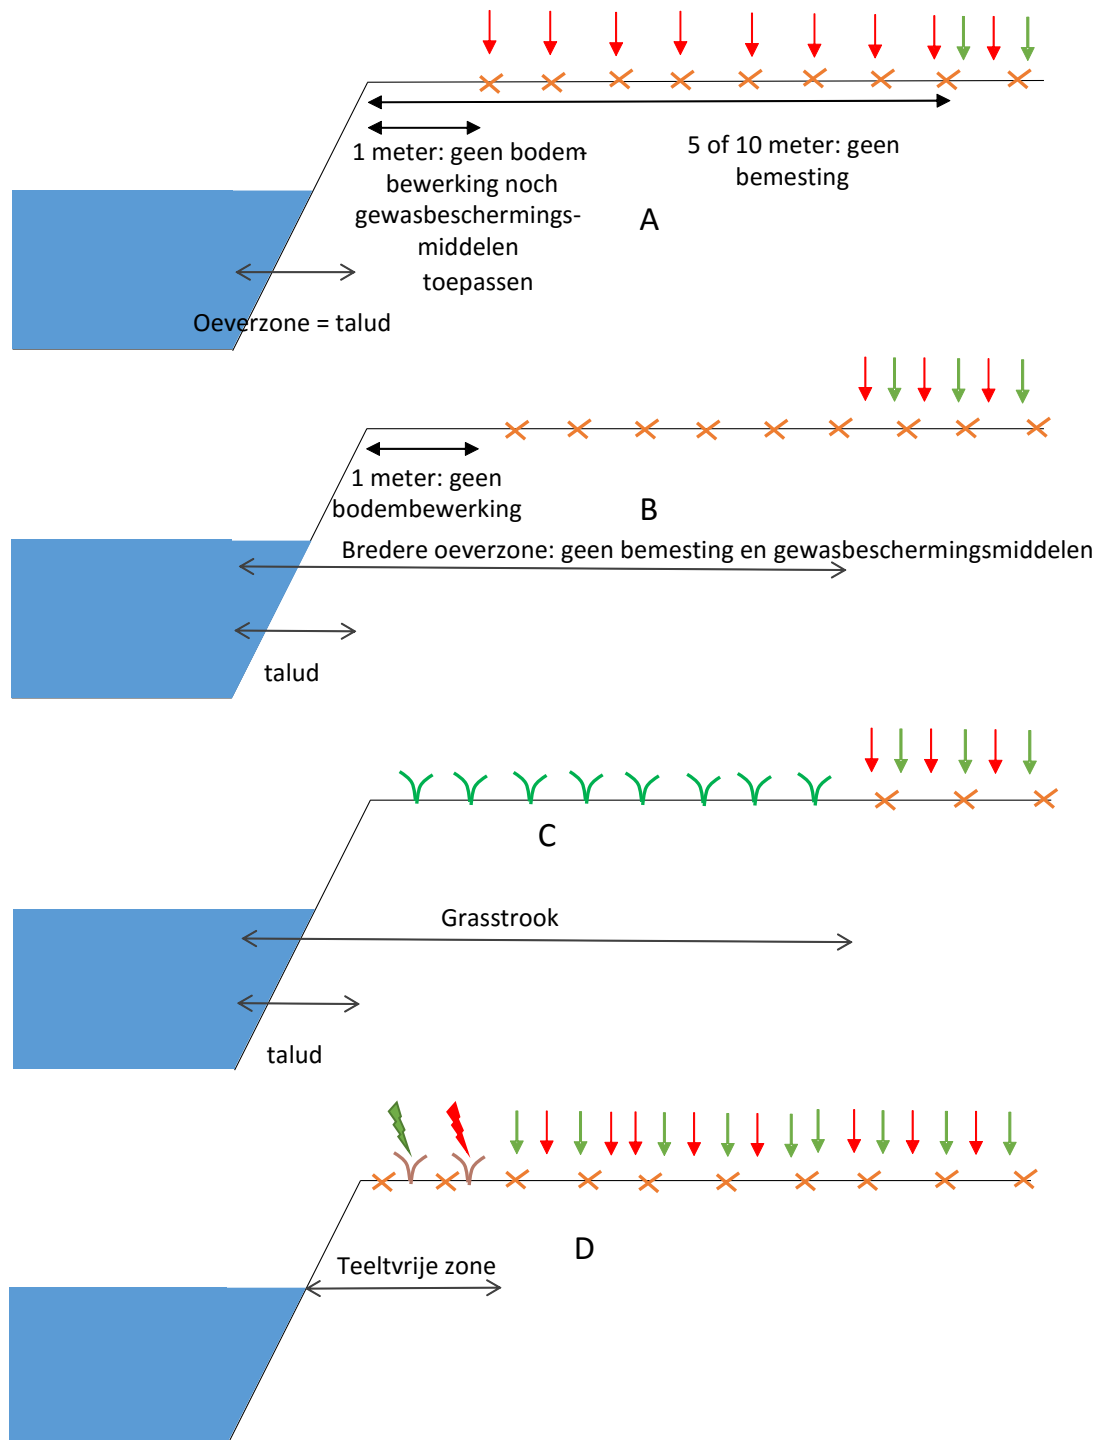 1 meter: geen bodem-
bewerking noch
gewasbeschermings-
middelen
toepassen
5 of 10 meter: geen
bemesting
A
Oeverzone = talud
1 meter: geen
bodembewerking
B
Bredere oeverzone: geen bemesting en gewasbeschermingsmiddelen
talud
C
Grasstrook
talud
D
Teeltvrije zone